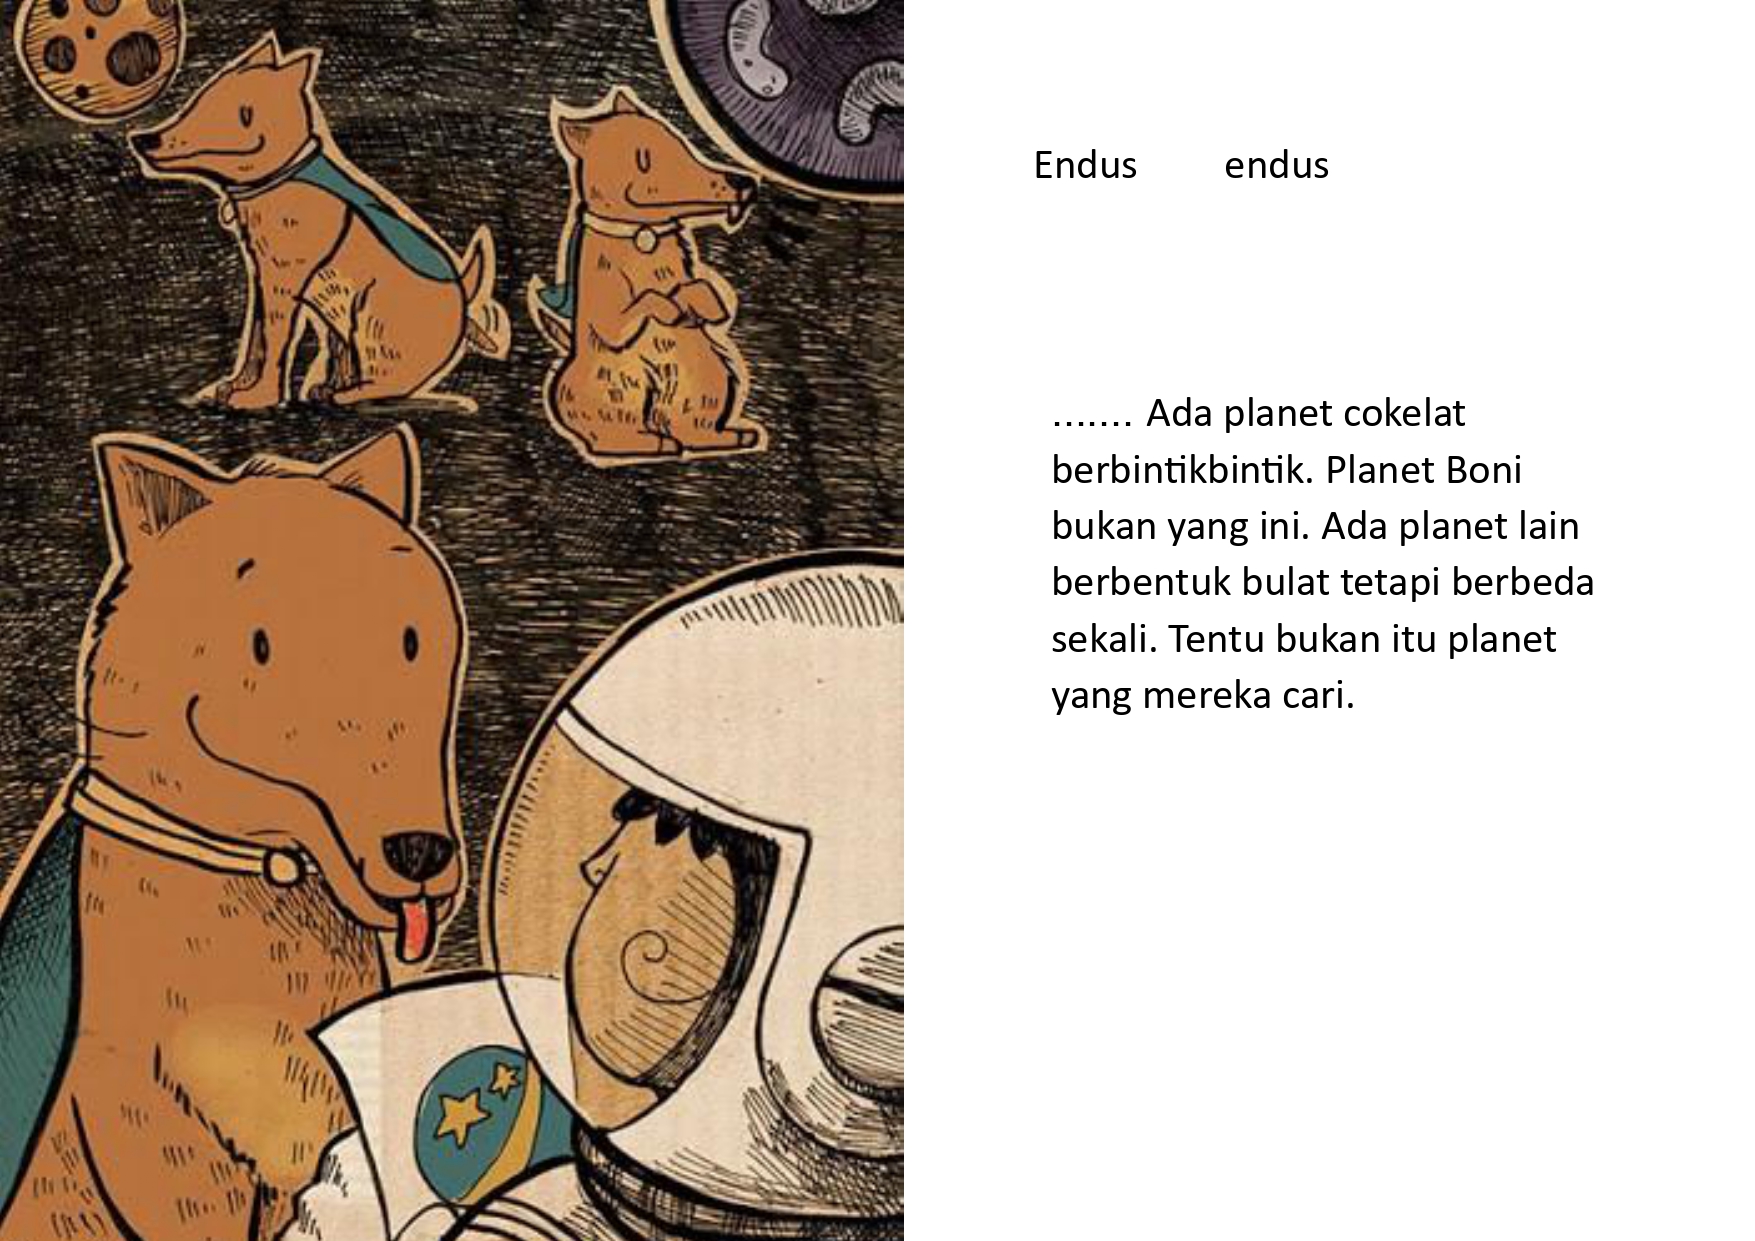 Endus endus
....... Ada planet cokelat
berbintikbintik. Planet Boni
bukan yang ini. Ada planet lain
berbentuk bulat tetapi berbeda
sekali. Tentu bukan itu planet
yang mereka cari.